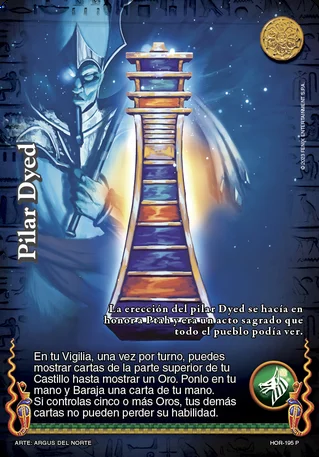 ©2023 FENIX ENTERTAINMENT S.P.A.
Pilar Dyed
La erección del pilar Dyed se hacía en
honor a Ptah y era un acto sagrado que
todo el pueblo podía ver.
En tu Vigilia, una vez por turno, puedes
mostrar cartas de la parte superior de tu
Castillo hasta mostrar un Oro. Ponlo en tu
mano y Baraja una carta de tu mano.
Si controlas cinco o más Oros, tus demás
cartas no pueden perder su habilidad.
ARTE: ARGUS DEL NORTE
HOR-195 P